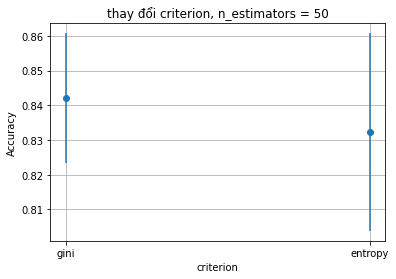 thay đổi criterion, n_estimators = 50
0.86
0.85
0.84
0.83
0.82
0.81
Accuracy
gini
entropy
criterion